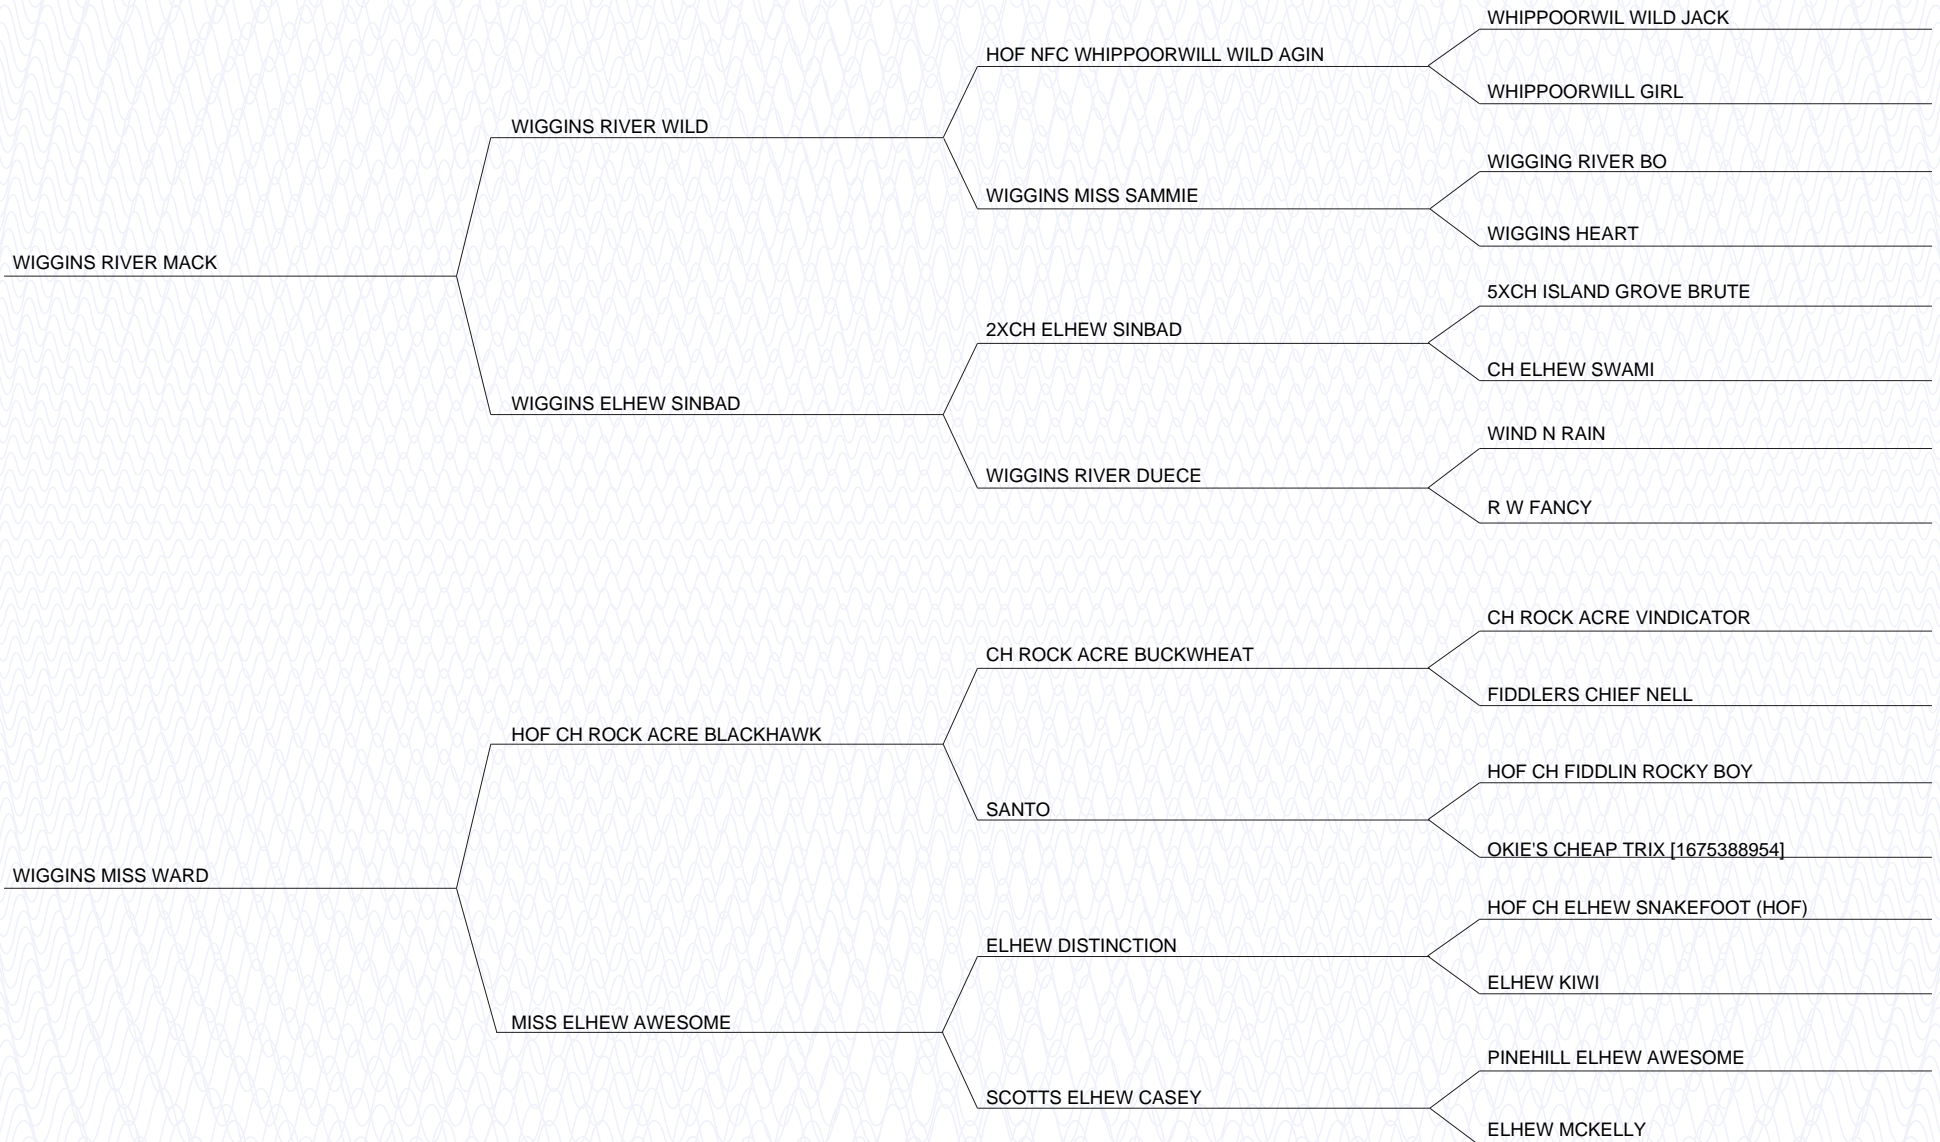 WHIPPOORWIL WILD JACK
HOF NFC WHIPPOORWILL WILD AGIN
WHIPPOORWILL GIRL
WIGGINS RIVER WILD
WIGGING RIVER BO
WIGGINS MISS SAMMIE
WIGGINS HEART
WIGGINS RIVER MACK
5XCH ISLAND GROVE BRUTE
2XCH ELHEW SINBAD
CH ELHEW SWAMI
WIGGINS ELHEW SINBAD
WIND N RAIN
WIGGINS RIVER DUECE
R W FANCY
CH ROCK ACRE VINDICATOR
CH ROCK ACRE BUCKWHEAT
FIDDLERS CHIEF NELL
HOF CH ROCK ACRE BLACKHAWK
HOF CH FIDDLIN ROCKY BOY
SANTO
OKIE'S CHEAP TRIX [1675388954]
WIGGINS MISS WARD
HOF CH ELHEW SNAKEFOOT (HOF)
ELHEW DISTINCTION
ELHEW KIWI
MISS ELHEW AWESOME
PINEHILL ELHEW AWESOME
SCOTTS ELHEW CASEY
ELHEW MCKELLY